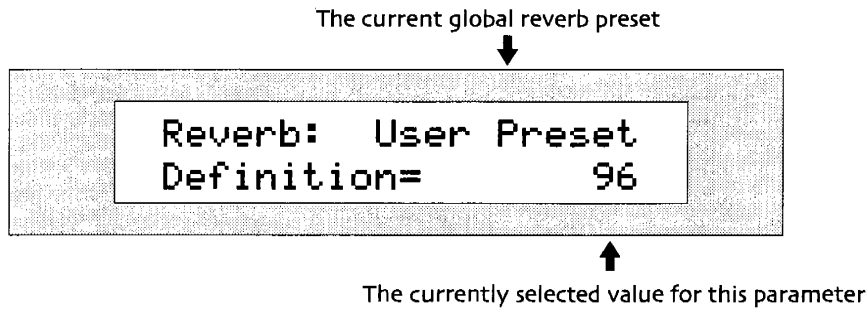 The current global reverb preset
Reverb: User Preset
Definition= 96
The currently selected value for this parameter